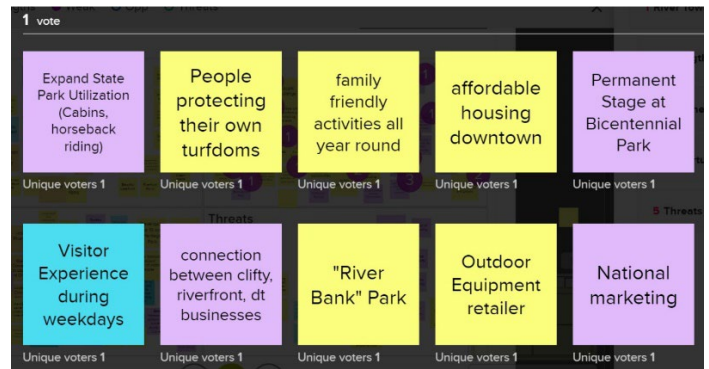 1 vote
Expand State
Park Utilization
(Cabins,
horseback
riding)
Unique voters 1
People
protecting
their own
turfdoms
Unique voters 1
family
friendly
activities all
year round
Unique voters 1
affordable
housing
downtown
Unique voters 1
Permanent
Stage at
Bicentennial
Park
Unique voters 1
Threats
5 Threats
Visitor
Experience
during
weekdays
Unique voters 1
connection
between clifty,
riverfront, dt
businesses
Unique voters 1
"River
Bank" Park
Unique voters 1
Outdoor
Equipment
retailer
Unique voters 1
National
marketing
Unique voters 1